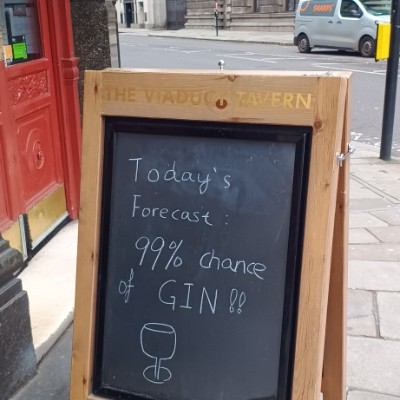 THE VIADUCT TAVERN
Today's
Forecast:
99% chance
of GIN!!